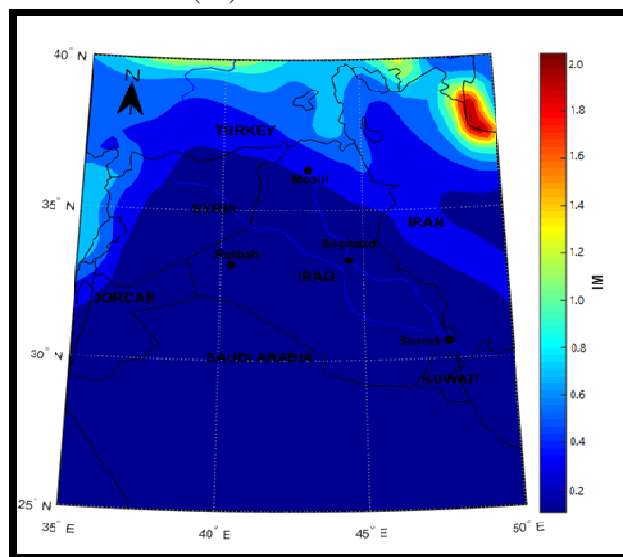 40° N
N
2.0
1.8
TURKEY
1.6
Mosul
1.4
35° N
SYRIA
IRAN
1.2
Baghdad
Rutbah
IRAQ
JORDAN
1.0
IM
0.8
30° N
SAUDI ARABIA
Basrah
KUWAIT
0.6
0.4
25° N
0.2
35° E
40° E
45° E
50° E